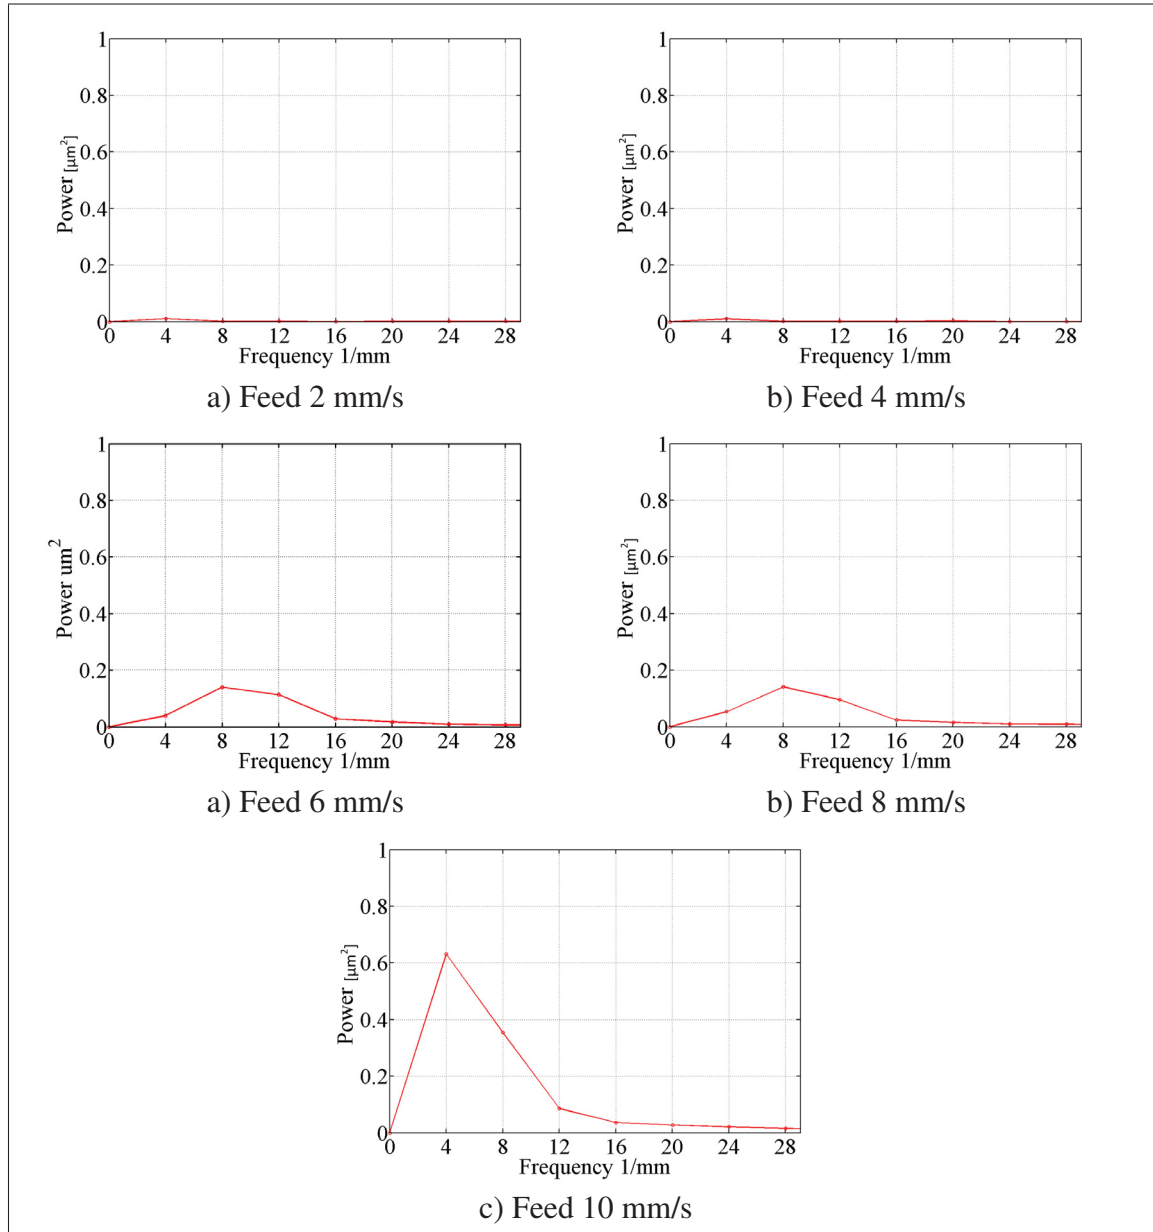 1
0.8
0.6
0.4
0.2
0
Power [μm²]
0 4 8 12 16 20 24 28
Frequency 1/mm
a) Feed 2 mm/s
1
0.8
0.6
0.4
0.2
0
Power [μm²]
0 4 8 12 16 20 24 28
Frequency 1/mm
b) Feed 4 mm/s
1
0.8
0.6
0.4
0.2
0
Power um²
0 4 8 12 16 20 24 28
Frequency 1/mm
a) Feed 6 mm/s
1
0.8
0.6
0.4
0.2
0
Power [μm²]
0 4 8 12 16 20 24 28
Frequency 1/mm
b) Feed 8 mm/s
1
0.8
0.6
0.4
0.2
0
Power [μm²]
0 4 8 12 16 20 24 28
Frequency 1/mm
c) Feed 10 mm/s